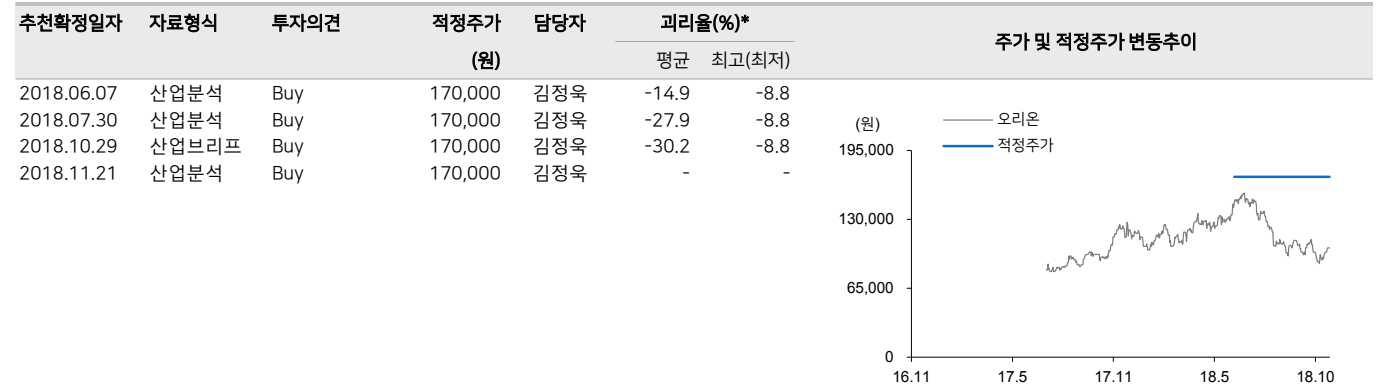 추천확정일자 자료형식 투자의견 적정주가 담당자 괴리율(%)* 주가 및 적정주가 변동추이
(원) 평균 최고(최저)
2018.06.07 산업분석 Buy 170,000 김정욱 -14.9 -8.8
2018.07.30 산업분석 Buy 170,000 김정욱 -27.9 -8.8
2018.10.29 산업브리프 Buy 170,000 김정욱 -30.2 -8.8
2018.11.21 산업분석 Buy 170,000 김정욱 - -
(원)
오리온
적정주가
195,000
130,000
65,000
0
16.11 17.5 17.11 18.5 18.10